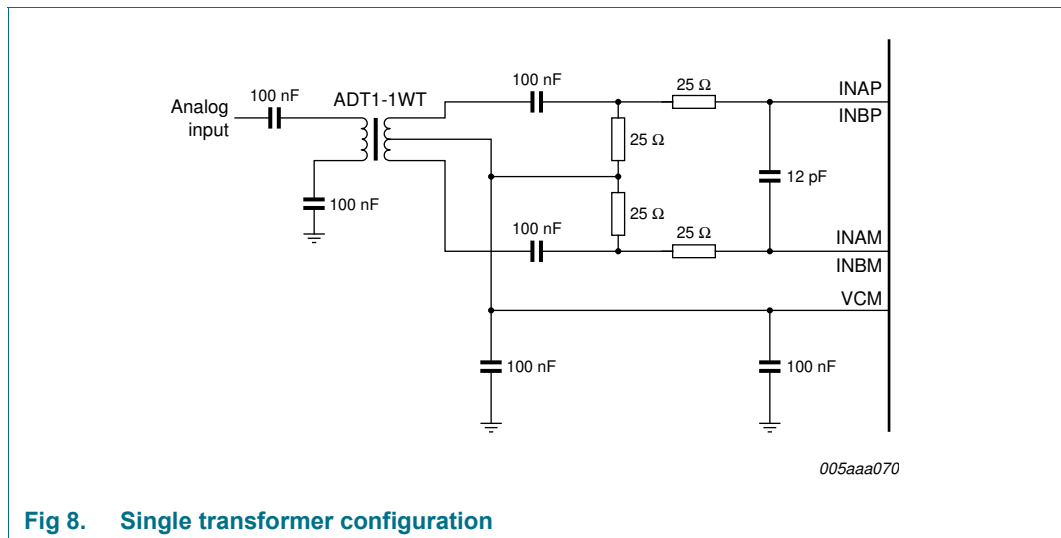 100 nF
ADT1-1WT
100 nF
25 Ω
INAP
Analog
input
INBP
25 Ω
12 pF
100 nF
25 Ω
100 nF
25 Ω
INAM
INBM
VCM
100 nF
100 nF
005aaa070
Fig 8. Single transformer configuration